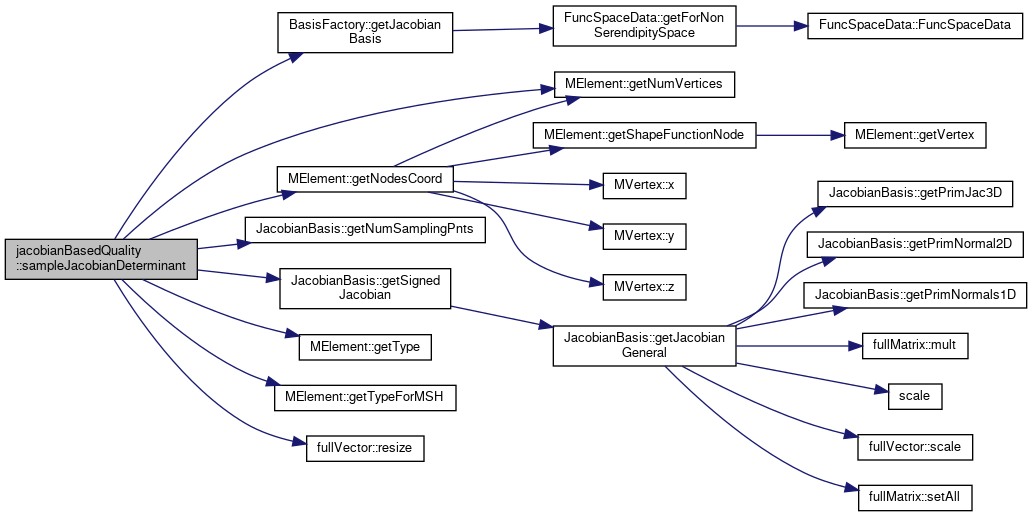 BasisFactory::getJacobian
Basis
FuncSpaceData::getForNon
SerendipitySpace
FuncSpaceData::FuncSpaceData
MElement::getNumVertices
MElement::getShapeFunctionNode
MElement::getVertex
MElement::getNodesCoord
MVertex::x
JacobianBasis::getPrimJac3D
JacobianBasis::getNumSamplingPnts
MVertex::y
JacobianBasis::getPrimNormal2D
jacobianBasedQuality
::sampleJacobianDeterminant
JacobianBasis::getSigned
Jacobian
MVertex::z
JacobianBasis::getPrimNormals1D
MElement::getType
JacobianBasis::getJacobian
General
fullMatrix::mult
MElement::getTypeForMSH
scale
fullVector::resize
fullVector::scale
fullMatrix::setAll